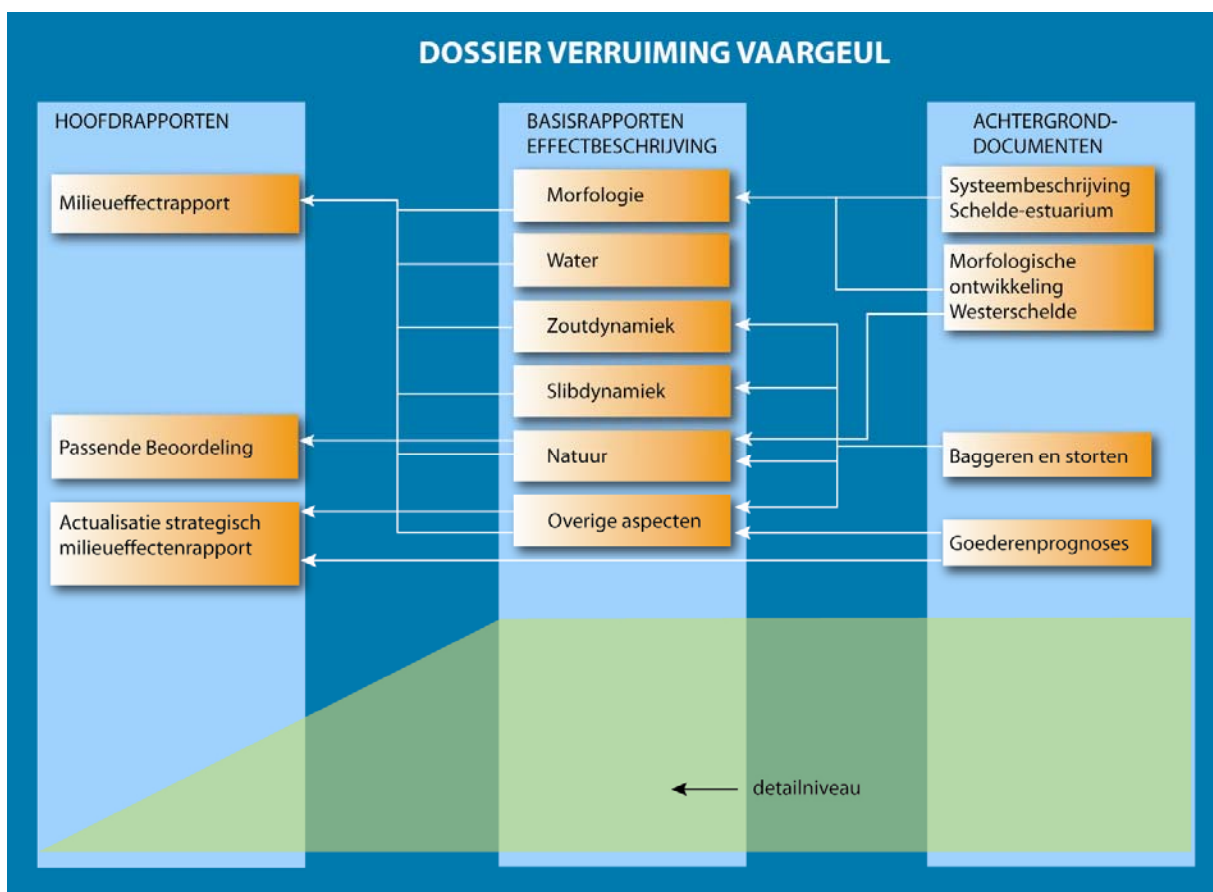 DOSSIER VERRUIMING VAARGEUL
HOOFDRAPPORTEN
Milieueffectrapport
Passende Beoordeling
Actualisatie strategisch
milieueffectenrapport
BASISRAPPORTEN
EFFECTBESCHRIJVING
Morfologie
Water
Zoutdynamiek
Slibdynamiek
Natuur
Overige aspecten
ACHTERGROND-
DOCUMENTEN
Systeembeschrijving
Schelde-estuarium
Morfologische
ontwikkeling
Westerschelde
Baggeren en storten
Goederenprognoses
detailniveau